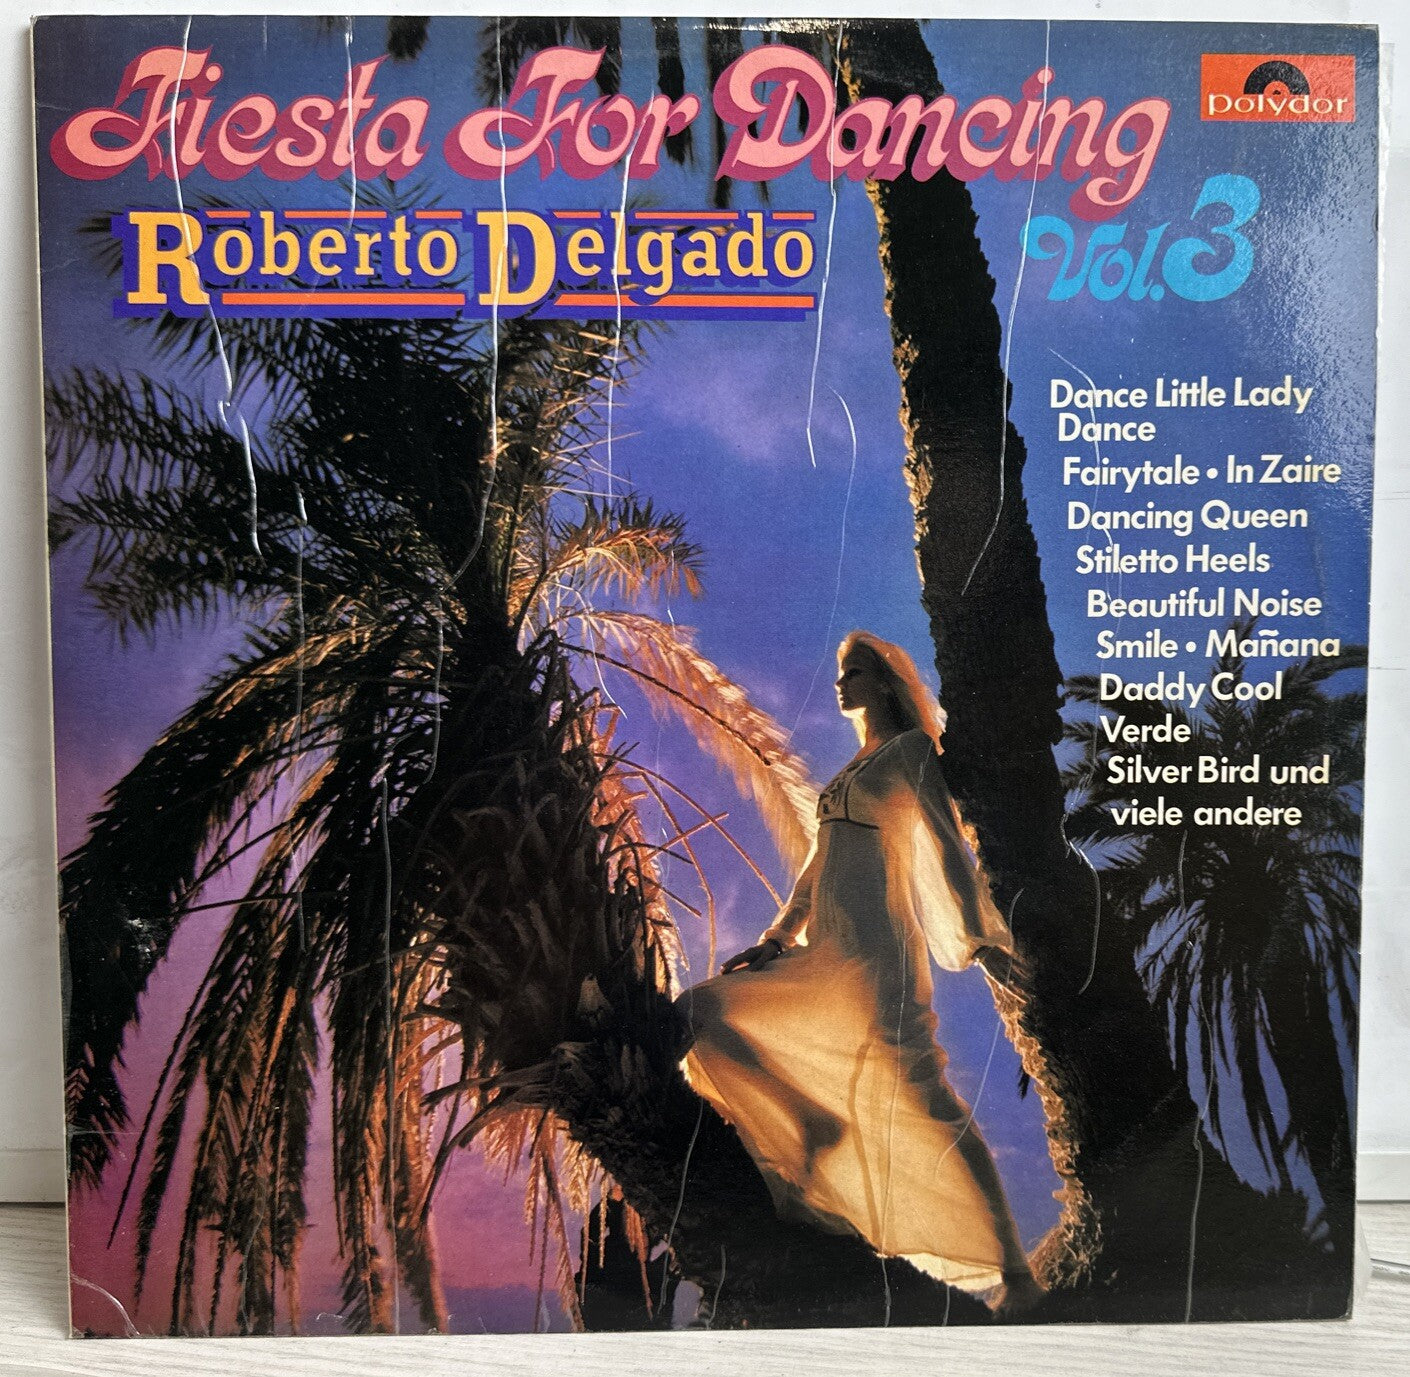 Fiesta For Dancing
polydor
Vol. 3
Roberto Delgado
Dance Little Lady
Dance
Fairytale • In Zaire
Dancing Queen
Stiletto Heels
Beautiful Noise
Smile • Mañana
Daddy Cool
Verde
Silver Bird und
viele andere